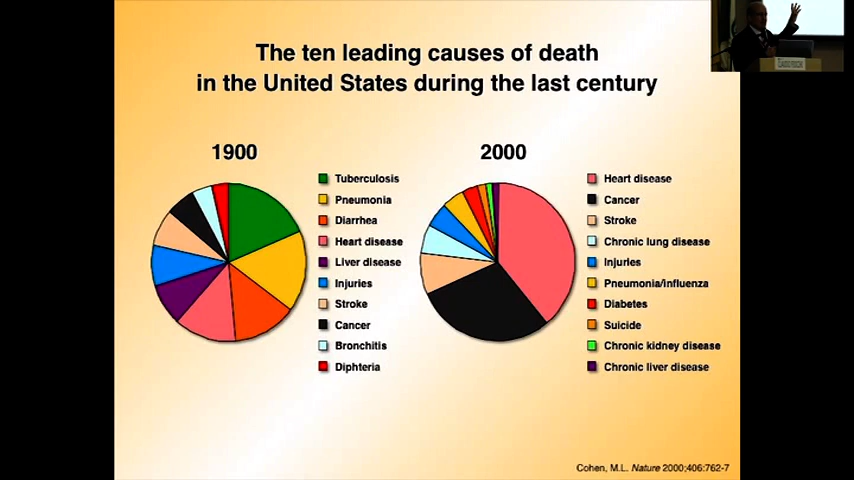 The ten leading causes of death
in the United States during the last century
1900
Tuberculosis
Pneumonia
Diarrhea
Heart disease
Liver disease
Injuries
Stroke
Cancer
Bronchitis
Diphteria
2000
Heart disease
Cancer
Stroke
Chronic lung disease
Injuries
Pneumonia/influenza
Diabetes
Suicide
Chronic kidney disease
Chronic liver disease
Cohen, M.L. Nature 2000;406:762-7